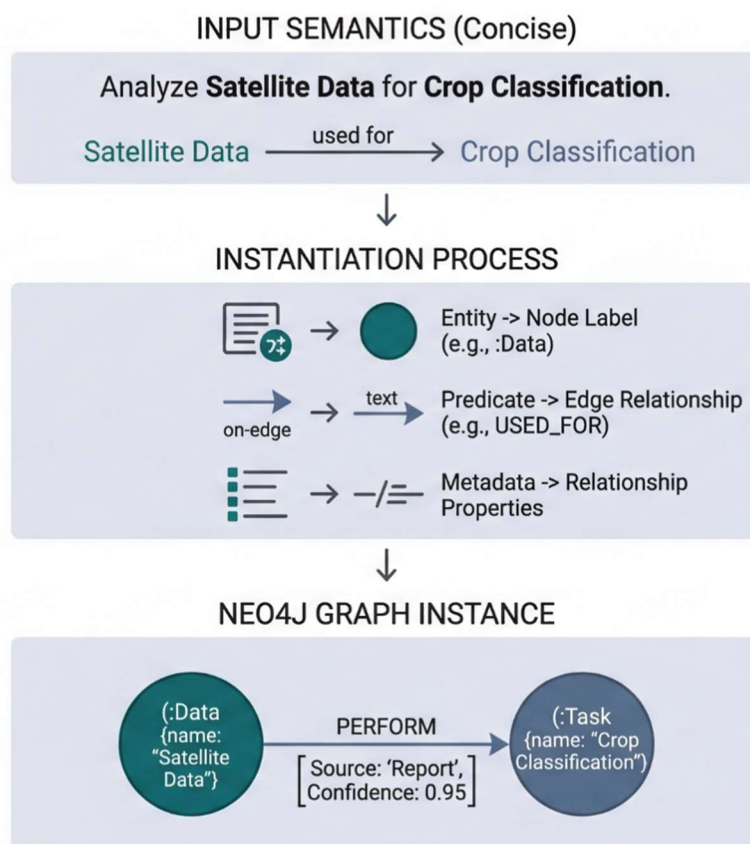 INPUT SEMANTICS (Concise)
Analyze Satellite Data for Crop Classification.
Satellite Data used for Crop Classification
INSTANTIATION PROCESS
Entity -> Node Label
(e.g., :Data)
on-edge
text
Predicate -> Edge Relationship
(e.g., USED_FOR)
Metadata -> Relationship
Properties
NEO4J GRAPH INSTANCE
(:Data
{name:
“Satellite
Data”}
PERFORM
[Source: ‘Report’,
Confidence: 0.95]
(:Task
{name: “Crop
Classification”}